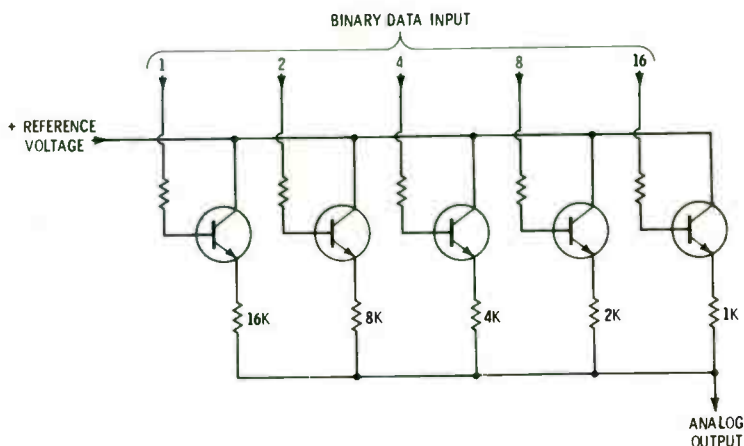 BINARY DATA INPUT
1 2 4 8 16
+ REFERENCE
VOLTAGE
16K 8K 4K 2K 1K
ANALOG
OUTPUT